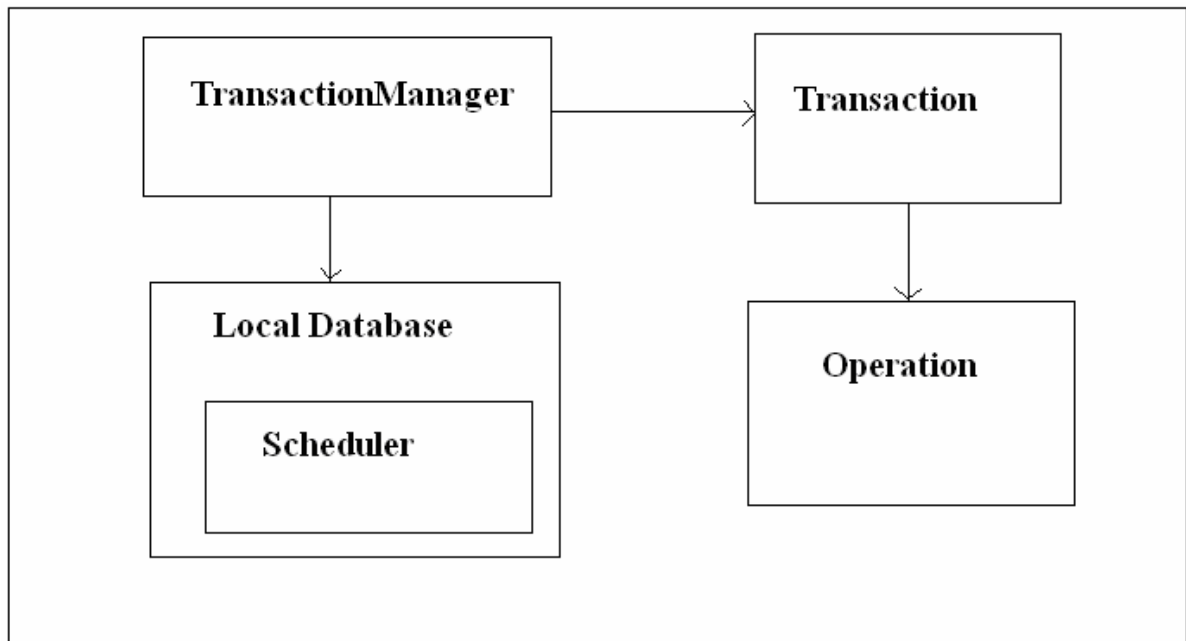 TransactionManager
Transaction
Local Database
Operation
Scheduler